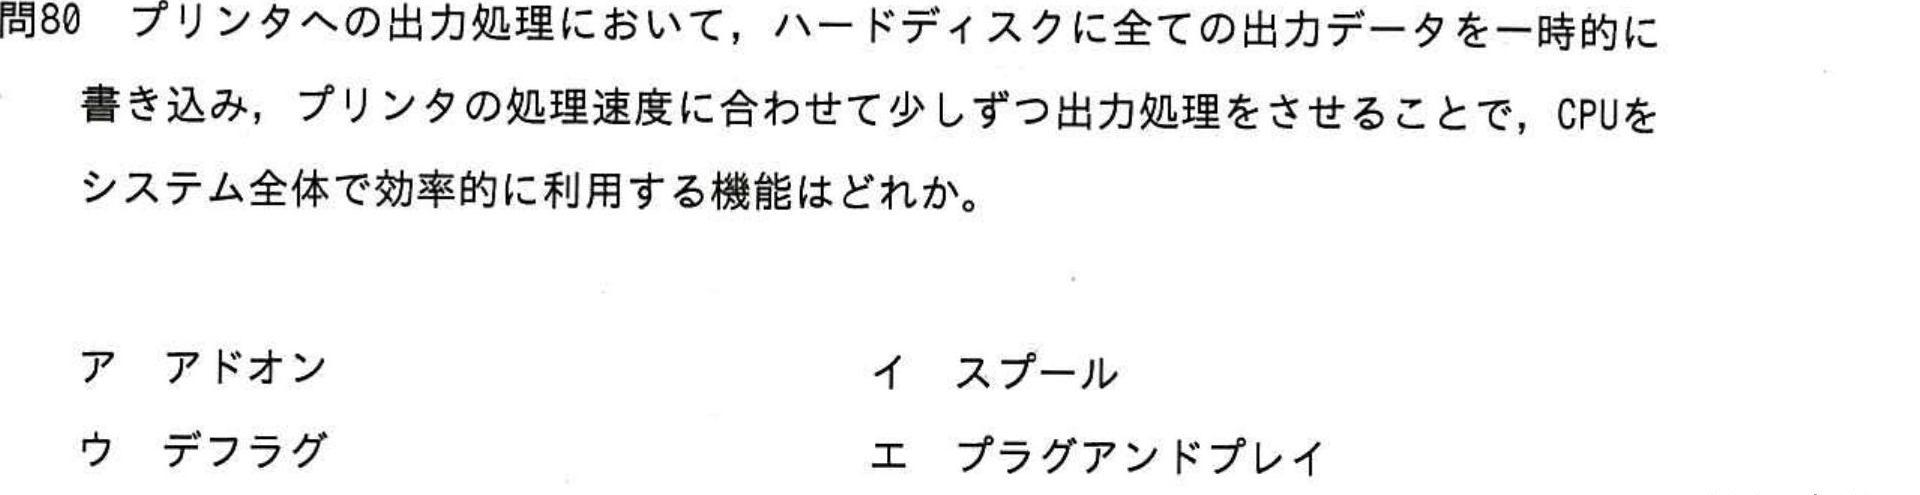 問80　プリンタへの出力処理において，ハードディスクに全ての出力データを一時的に
書き込み，プリンタの処理速度に合わせて少しずつ出力処理をさせることで，CPUを
システム全体で効率的に利用する機能はどれか。
ア　アドオン　イ　スプール
ウ　デフラグ　エ　プラグアンドプレイ